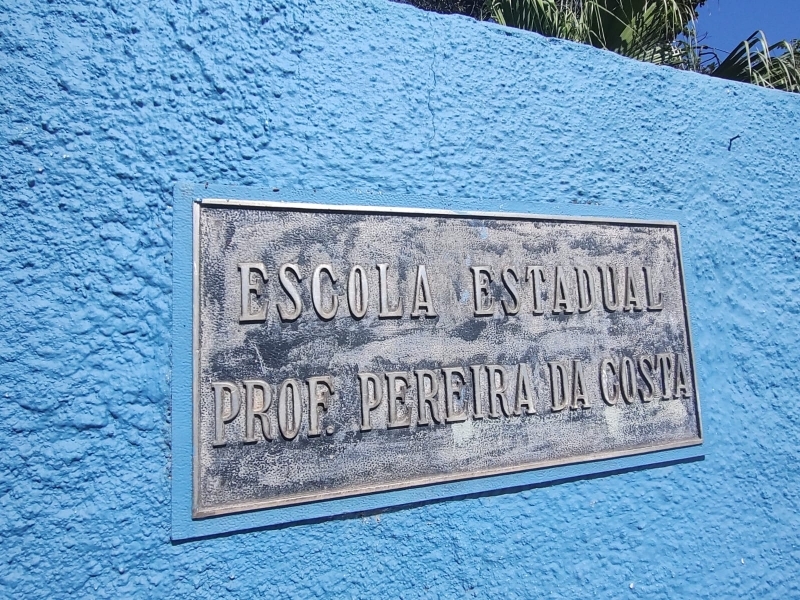 ESCOLA ESTADUAL
PROF. PEREIRA DA COSTA